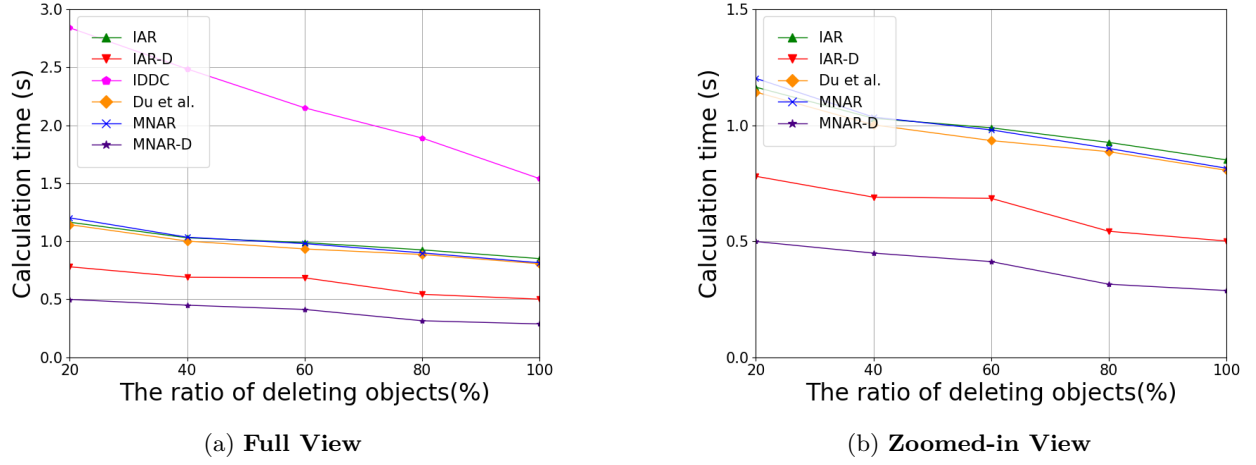 3.0
2.5
2.0
1.5
1.0
0.5
0.0
Calculation time (s)
IAR
IAR-D
IDDC
Du et al.
MNAR
MNAR-D
20 40 60 80 100
The ratio of deleting objects(%)
(a) Full View
1.5
1.0
0.5
0.0
Calculation time (s)
IAR
IAR-D
Du et al.
MNAR
MNAR-D
20 40 60 80 100
The ratio of deleting objects(%)
(b) Zoomed-in View